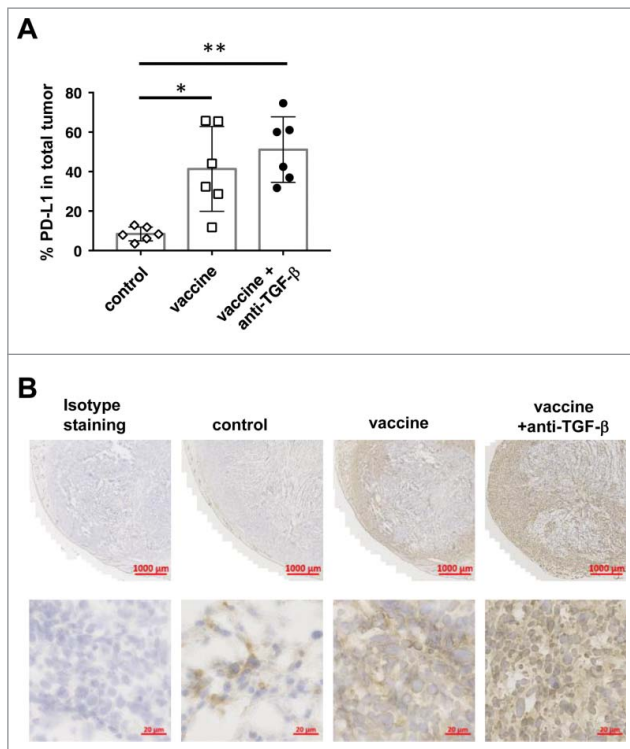 A
**
*
% PD-L1 in total tumor
80
60
40
20
0
control
vaccine
vaccine +
anti-TGF-β
B
Isotype
staining
control
vaccine
vaccine
+anti-TGF-β
1000 µm
1000 µm
1000 µm
1000 µm
20 µm
20 µm
20 µm
20 µm